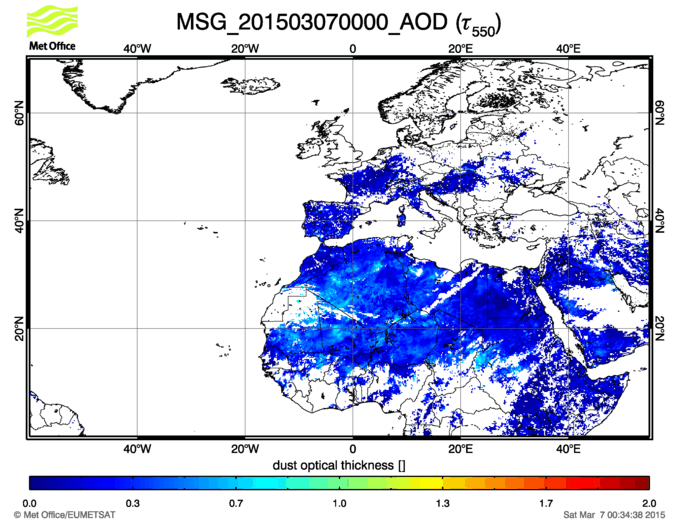 MSG_201503070000_AOD (τ550)
Met Office
40°W 20°W 0 20°E 40°E
60°N 60°N
40°N 40°N
20°N 20°N
40°W 20°W 0 20°E 40°E
dust optical thickness []
0.0 0.3 0.7 1.0 1.3 1.7 2.0
© Met Office/EUMETSAT Sat Mar 7 00:34:38 2015